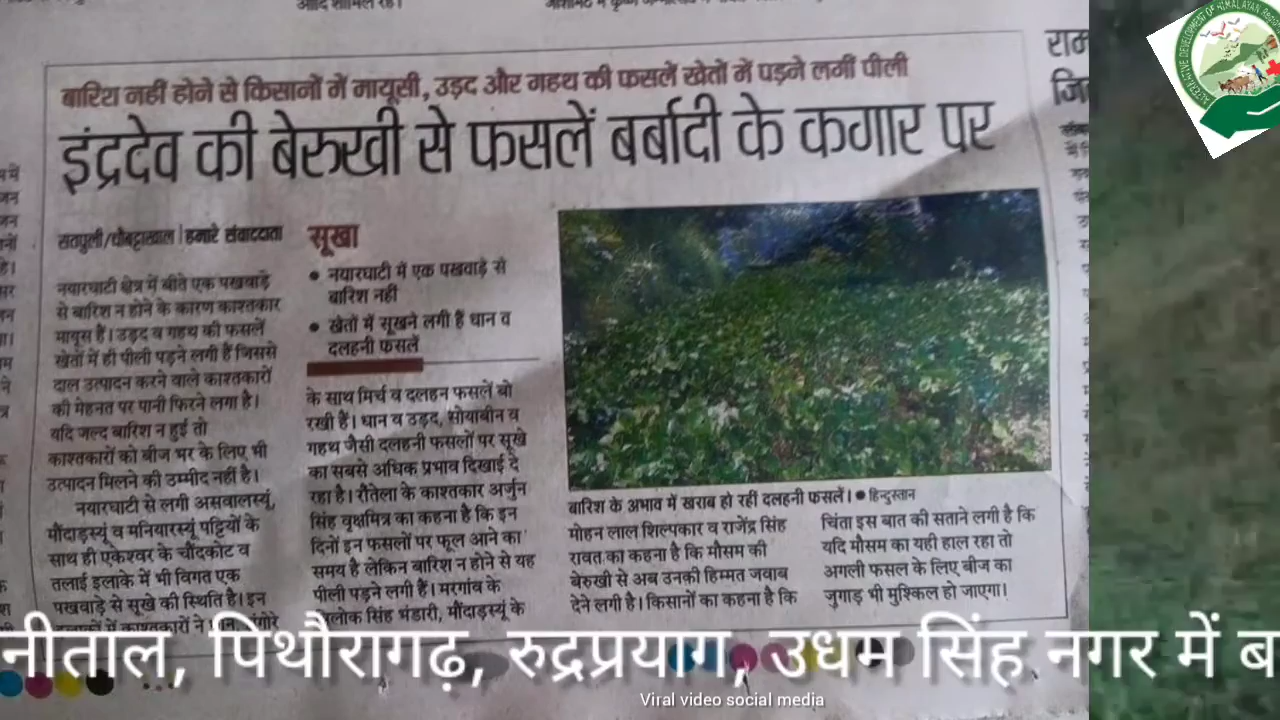 बारिश नहीं होने से किसानों में मायूसी, उड़द और गहथ की फसलें खेतों में पड़ने लगीं पीली
इंद्रदेव की बेरुखी से फसलें बर्बादी के कगार पर
सतपुली/चौबट्टाखाल | हमारे संवाददाता
नयारघाटी क्षेत्र में बीते एक पखवाड़े
से बारिश न होने के कारण काश्तकार
मायूस हैं। उड़द व गहथ की फसलें
खेतों में ही पीली पड़ने लगी हैं जिससे
दाल उत्पादन करने वाले काश्तकारों
की मेहनत पर पानी फिरने लगा है।
यदि जल्द बारिश न हुई तो
काश्तकारों को बीज भर के लिए भी
उत्पादन मिलने की उम्मीद नहीं है।
नयारघाटी से लगी असवालस्यूं,
मौंदाड़स्यूं व मनियारस्यूं पट्टियों के
साथ ही एकेश्वर के चौंदकोट व
तलाई इलाके में भी विगत एक
पखवाड़े से सूखे की स्थिति है। इन
इलाकों में काश्तकारों ने
सूखा
● नयारघाटी में एक पखवाड़े से
बारिश नहीं
● खेतों में सूखने लगी हैं धान व
दलहनी फसलें
के साथ मिर्च व दलहन फसलें बो
रखी हैं। धान व उड़द, सोयाबीन व
गहथ जैसी दलहनी फसलों पर सूखे
का सबसे अधिक प्रभाव दिखाई दे
रहा है। रौतेला के काश्तकार अर्जुन
सिंह वृक्षमित्र का कहना है कि इन
दिनों इन फसलों पर फूल आने का
समय है लेकिन बारिश न होने से यह
पीली पड़ने लगी हैं। मरगांव के
सिंह भंडारी, मौंदाड़स्यूं के
बारिश के अभाव में खराब हो रहीं दलहनी फसलें। ● हिन्दुस्तान
मोहन लाल शिल्पकार व राजेंद्र सिंह
रावत का कहना है कि मौसम की
बेरुखी से अब उनकी हिम्मत जवाब
देने लगी है। किसानों का कहना है कि
चिंता इस बात की सताने लगी है कि
यदि मौसम का यही हाल रहा तो
अगली फसल के लिए बीज का
जुगाड़ भी मुश्किल हो जाएगा।
नीताल, पिथौरागढ़, रुद्रप्रयाग, उधम सिंह नगर में ब
Viral video social media